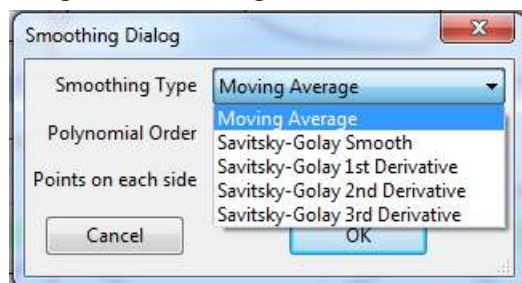 Smoothing Dialog
Smoothing Type Moving Average
Moving Average
Polynomial Order
Savitsky-Golay Smooth
Savitsky-Golay 1st Derivative
Points on each side
Savitsky-Golay 2nd Derivative
Savitsky-Golay 3rd Derivative
Cancel OK